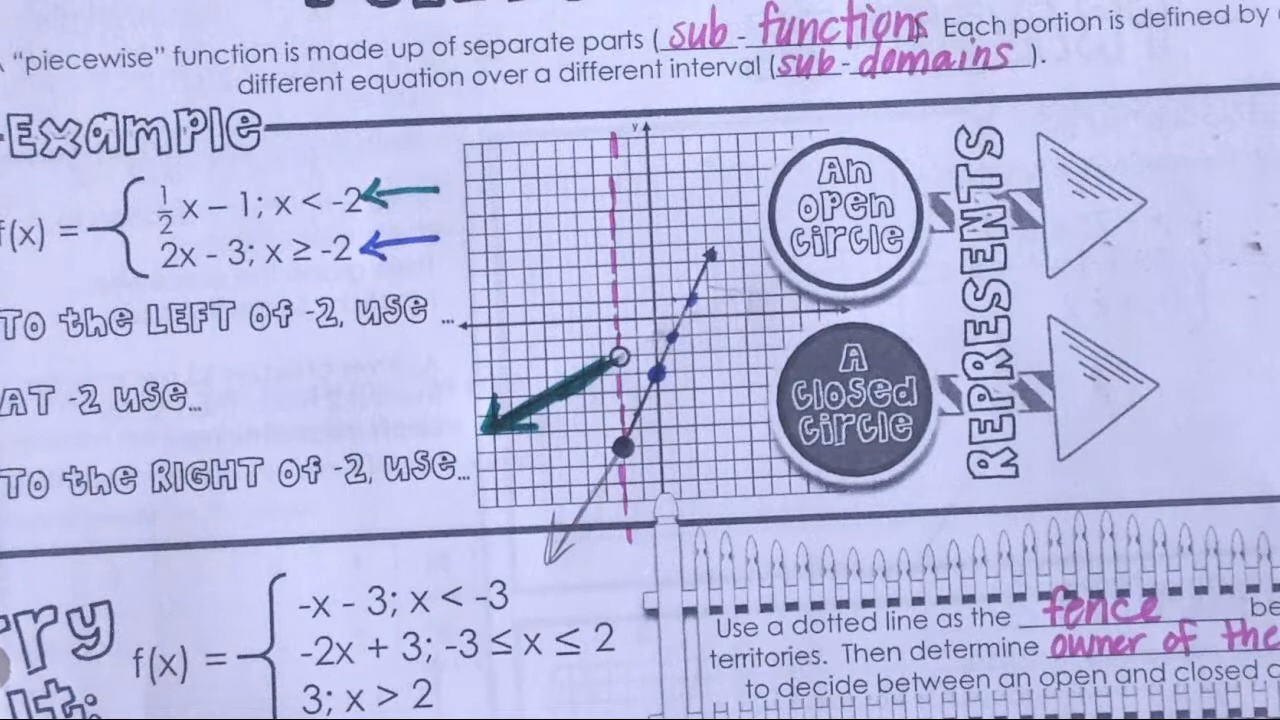 "piecewise" function is made up of separate parts (sub - functions). Each portion is defined by
different equation over a different interval (sub-domains).
Example
f(x) = { 1/2 x – 1; x < -2
2x - 3; x ≥ -2
y
An open circle
REPRESENTS
TO the LEFT Of -2, use ...
A closed circle
AT -2 use...
TO the RIGHT Of -2, use...
f(x) = { -x - 3; x < -3
-2x + 3; -3 ≤ x ≤ 2
3; x > 2
Use a dotted line as the fence
territories. Then determine owner of the
to decide between an open and closed